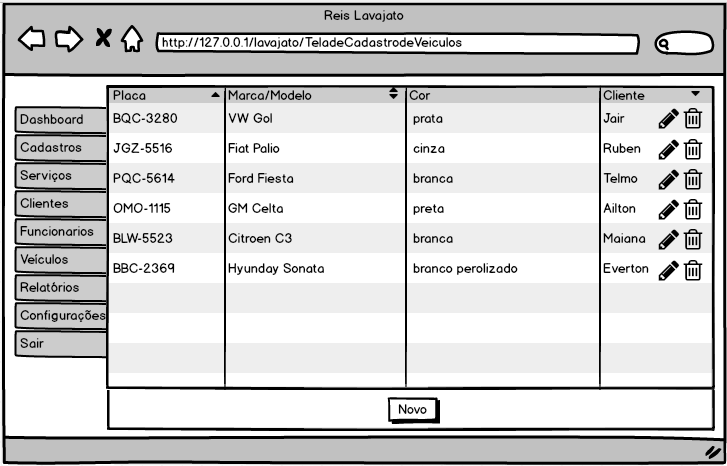 Reis Lavajato
http://127.0.0.1/lavajato/TeladeCadastrodeVeiculos
Placa Marca/Modelo Cor Cliente
Dashboard
Cadastros
Serviços
Clientes
Funcionarios
Veículos
Relatórios
Configurações
Sair
BQC-3280 VW Gol prata Jair
JGZ-5516 Fiat Palio cinza Ruben
PQC-5614 Ford Fiesta branca Telmo
OMO-1115 GM Celta preta Ailton
BLW-5523 Citroen C3 branca Maiana
BBC-2369 Hyunday Sonata branco perolizado Everton
Novo